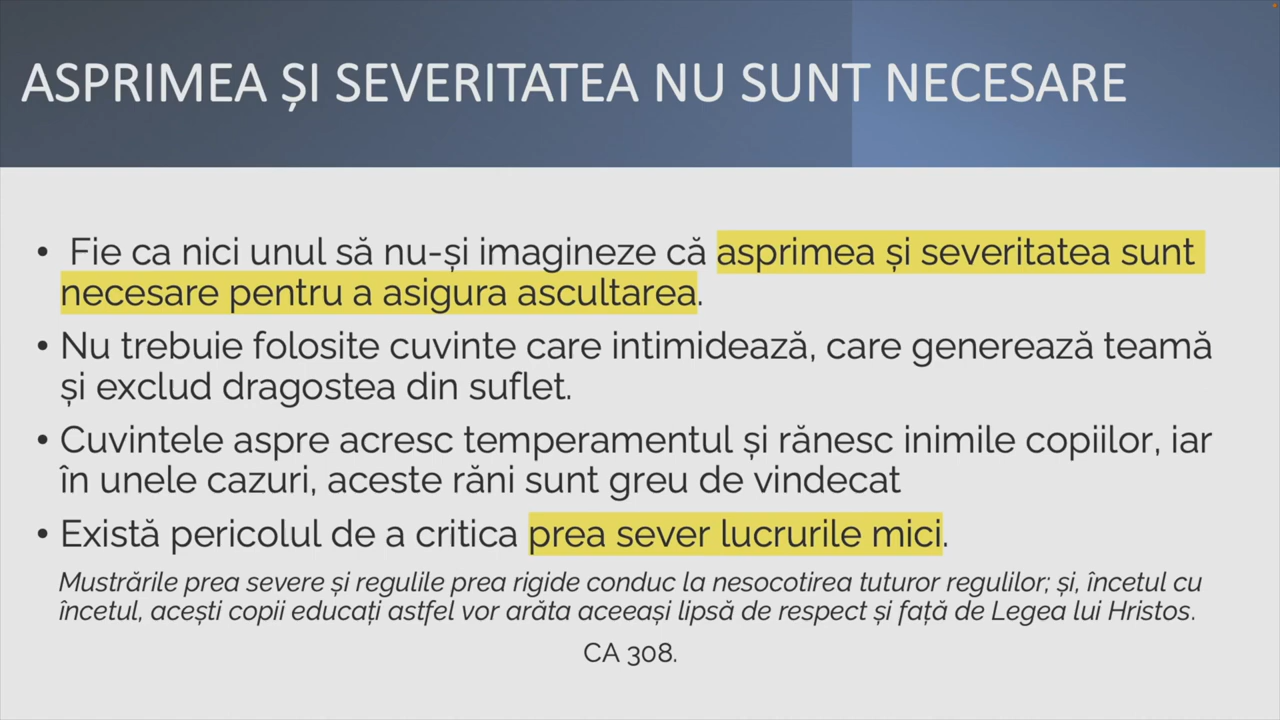 ASPRIMEA ȘI SEVERITATEA NU SUNT NECESARE
• Fie ca nici unul să nu-și imagineze că asprimea și severitatea sunt
necesare pentru a asigura ascultarea.
• Nu trebuie folosite cuvinte care intimidează, care generează teamă
și exclud dragostea din suflet.
• Cuvintele aspre acresc temperamentul și rănesc inimile copiilor, iar
în unele cazuri, aceste răni sunt greu de vindecat
• Există pericolul de a critica prea sever lucrurile mici.
Mustrările prea severe și regulile prea rigide conduc la nesocotirea tuturor regulilor; și, încetul cu
încetul, acești copii educați astfel vor arăta aceeași lipsă de respect și față de Legea lui Hristos.
CA 308.